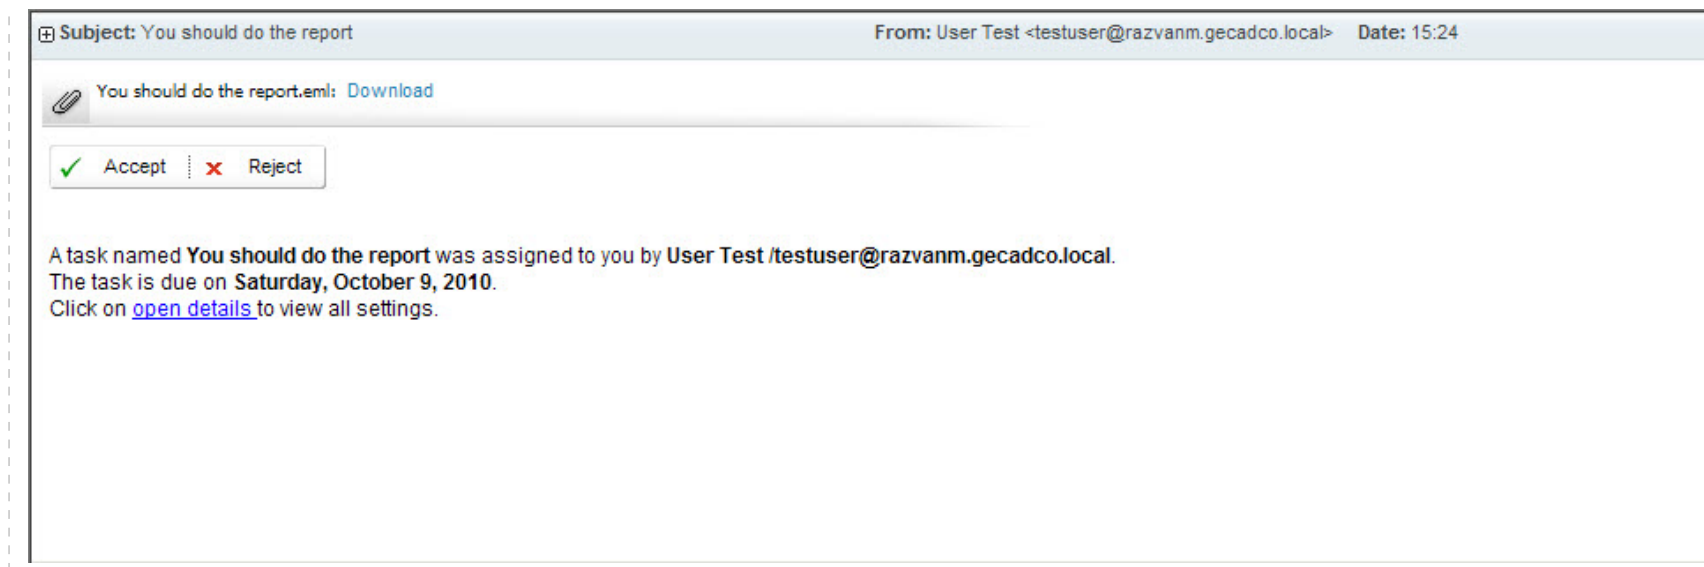 Subject: You should do the report From: User Test <testuser@razvanm.gecadco.local> Date: 15:24
You should do the report.eml: Download
Accept Reject
A task named You should do the report was assigned to you by User Test /testuser@razvanm.gecadco.local.
The task is due on Saturday, October 9, 2010.
Click on open details to view all settings.